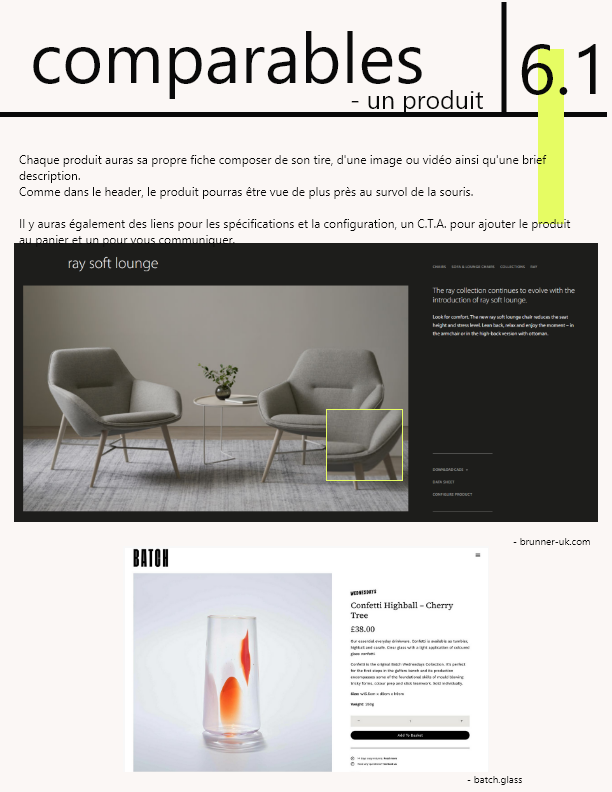 comparables
- un produit
6.1
Chaque produit auras sa propre fiche composer de son tire, d'une image ou vidéo ainsi qu'une brief
description.
Comme dans le header, le produit pourras être vue de plus près au survol de la souris.
Il y auras également des liens pour les spécifications et la configuration, un C.T.A. pour ajouter le produit
au panier et un pour vous communiquer.
ray soft lounge
CHAIRS SOFA & LOUNGE CHAIRS COLLECTIONS RAY
The ray collection continues to evolve with the
introduction of ray soft lounge.
Look for comfort. The new ray soft lounge chair reduces the seat
height and stress level. Lean back, relax and enjoy the moment – in
the armchair or in the high-back version with ottoman.
DOWNLOAD CAD
DATA SHEET
CONFIGURE PRODUCT
- brunner-uk.com
BATCH
WEDNESDAYS
Confetti Highball – Cherry
Tree
£38.00
Our essential everyday drinkware. Confetti is available as tumbler,
highball and carafe. Clear glass with a light application of coloured
glass confetti.
Confetti is the original Batch Wednesdays Collection. It's perfect
for the first steps in the gaffers bench and its production
encompasses some of the foundational skills of mould blowing
tricky forms, colour prep and slick teamwork. Sold individually.
Size:
Weight:
− 1 +
Add To Basket
- batch.glass